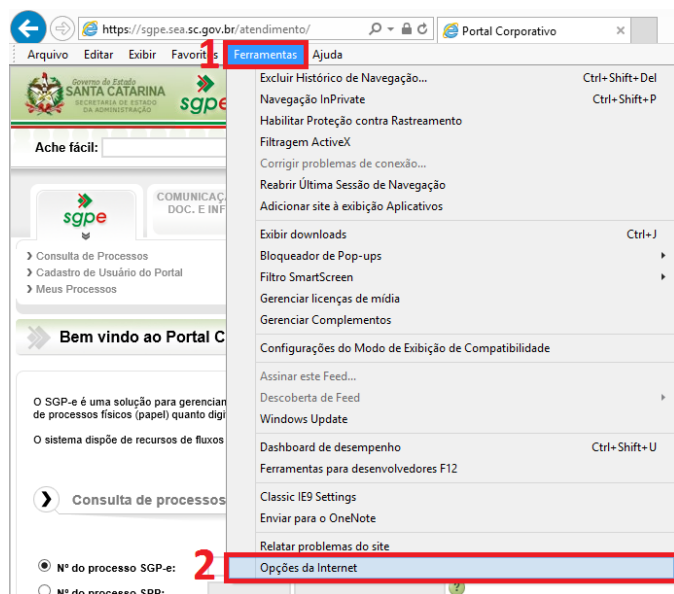 https://sgpe.sea.sc.gov.br/atendimento/
Portal Corporativo
Arquivo Editar Exibir Favoritos Ferramentas Ajuda
1
Governo do Estado
SANTA CATARINA
SECRETARIA DE ESTADO
DA ADMINISTRAÇÃO
sgpe
Ache fácil:
sgpe
COMUNICAÇ
DOC. E INF
Consulta de Processos
Cadastro de Usuário do Portal
Meus Processos
Bem vindo ao Portal C
O SGP-e é uma solução para gerencian
de processos físicos (papel) quanto digi
O sistema dispõe de recursos de fluxos
Consulta de processos
Nº do processo SGP-e:
Nº do processo SPP:
Excluir Histórico de Navegação... Ctrl+Shift+Del
Navegação InPrivate Ctrl+Shift+P
Habilitar Proteção contra Rastreamento
Filtragem ActiveX
Corrigir problemas de conexão...
Reabrir Última Sessão de Navegação
Adicionar site à exibição Aplicativos
Exibir downloads Ctrl+J
Bloqueador de Pop-ups
Filtro SmartScreen
Gerenciar licenças de mídia
Gerenciar Complementos
Configurações do Modo de Exibição de Compatibilidade
Assinar este Feed...
Descoberta de Feed
Windows Update
Dashboard de desempenho Ctrl+Shift+U
Ferramentas para desenvolvedores F12
Classic IE9 Settings
Enviar para o OneNote
Relatar problemas do site
2
Opções da Internet
?